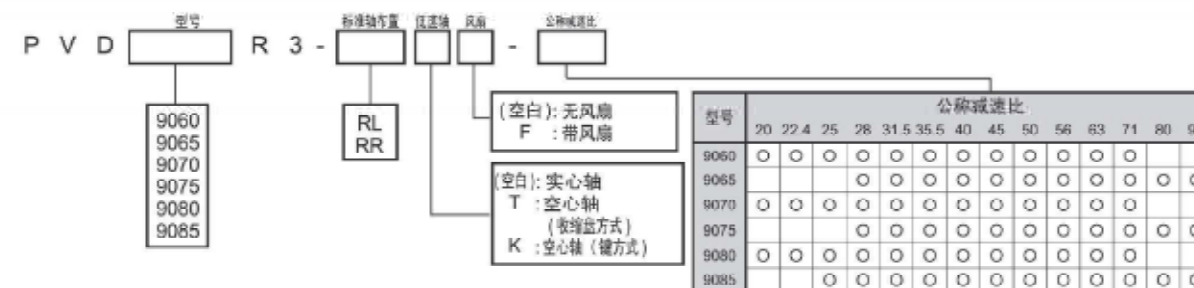 型号 标准轴布置 低速轴 风扇 公称减速比
P V D R 3 - -
9060
9065
9070
9075
9080
9085
RL
RR
(空白): 无风扇
F : 带风扇
(空白): 实心轴
T : 空心轴
(收缩盘方式)
K : 空心轴 (键方式)
型号 公称减速比
20 22.4 25 28 31.5 35.5 40 45 50 56 63 71 80
9060 ○ ○ ○ ○ ○ ○ ○ ○ ○ ○ ○ ○
9065 ○ ○ ○ ○ ○ ○ ○ ○ ○ ○
9070 ○ ○ ○ ○ ○ ○ ○ ○ ○ ○ ○ ○
9075 ○ ○ ○ ○ ○ ○ ○ ○ ○ ○
9080 ○ ○ ○ ○ ○ ○ ○ ○ ○ ○ ○ ○
9085 ○ ○ ○ ○ ○ ○ ○ ○ ○ ○ ○